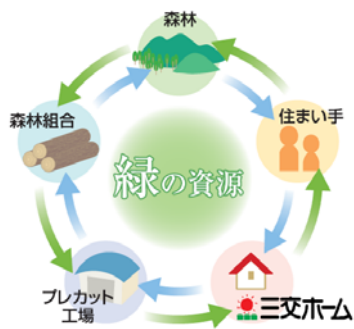 森林
森林組合
住まい手
緑の資源
プレカット
工場
三交ホーム